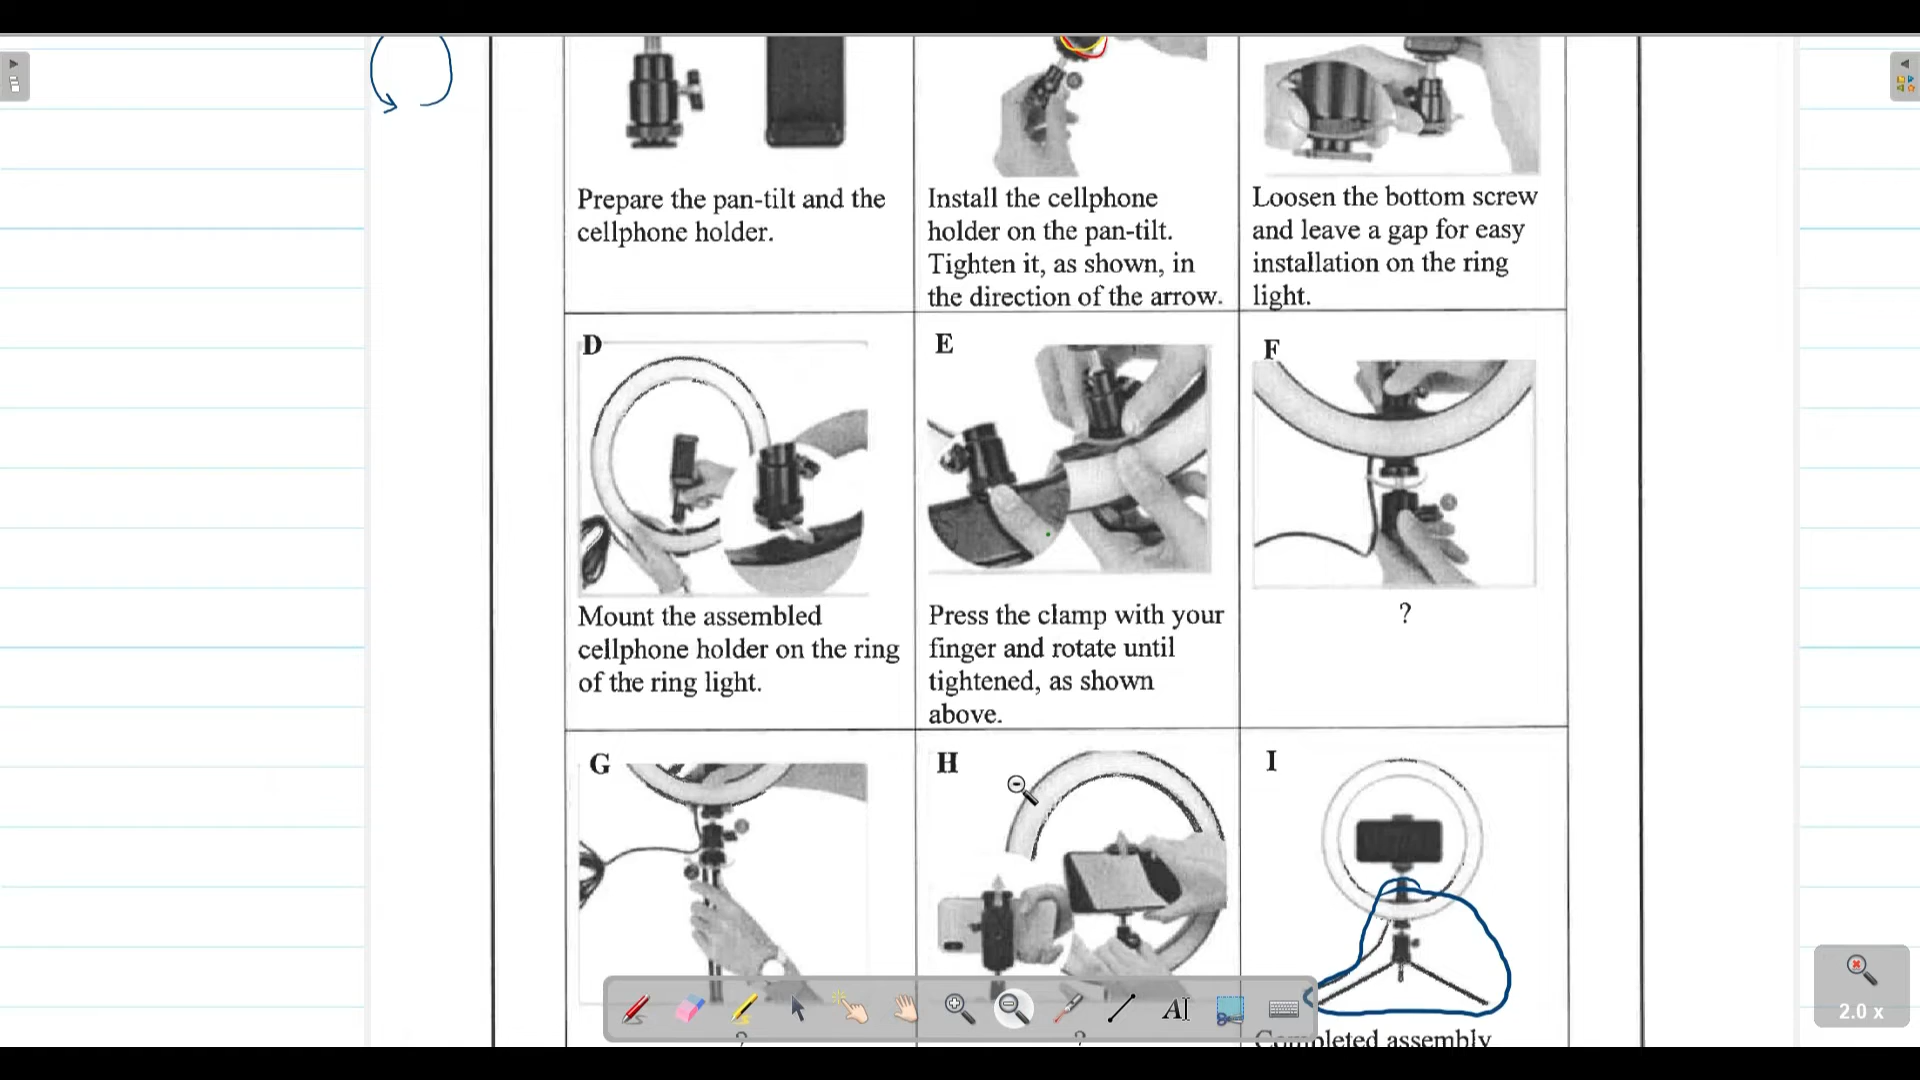 Prepare the pan-tilt and the
cellphone holder.
Install the cellphone
holder on the pan-tilt.
Tighten it, as shown, in
the direction of the arrow.
Loosen the bottom screw
and leave a gap for easy
installation on the ring
light.
D
Mount the assembled
cellphone holder on the ring
of the ring light.
E
Press the clamp with your
finger and rotate until
tightened, as shown
above.
F
?
G
?
H
?
I
Completed assembly
AI
2.0 x